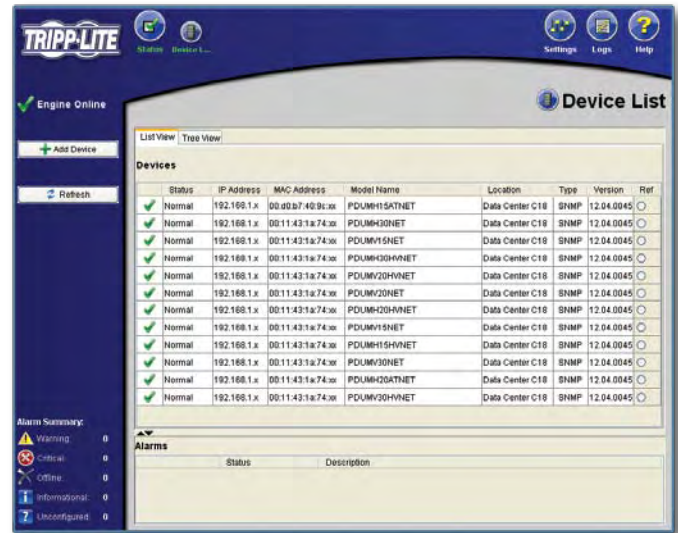 TRIPP·LITE
Status Device L...
Settings Logs Help
Engine Online
Device List
Add Device
List View Tree View
Refresh
Devices
Status IP Address MAC Address Model Name Location Type Version Ref
Normal 192.168.1.x 00:d0:b7:40:9c:xx PDUMH15ATNET Data Center C18 SNMP 12.04.0045
Normal 192.168.1.x 00:11:43:1a:74:xx PDUMH30NET Data Center C18 SNMP 12.04.0045
Normal 192.168.1.x 00:11:43:1a:74:xx PDUMV15NET Data Center C18 SNMP 12.04.0045
Normal 192.168.1.x 00:11:43:1a:74:xx PDUMH30HVNET Data Center C18 SNMP 12.04.0045
Normal 192.168.1.x 00:11:43:1a:74:xx PDUMV20HVNET Data Center C18 SNMP 12.04.0045
Normal 192.168.1.x 00:11:43:1a:74:xx PDUMV20NET Data Center C18 SNMP 12.04.0045
Normal 192.168.1.x 00:11:43:1a:74:xx PDUMH20HVNET Data Center C18 SNMP 12.04.0045
Normal 192.168.1.x 00:11:43:1a:74:xx PDUMV15NET Data Center C18 SNMP 12.04.0045
Normal 192.168.1.x 00:11:43:1a:74:xx PDUMH15HVNET Data Center C18 SNMP 12.04.0045
Normal 192.168.1.x 00:11:43:1a:74:xx PDUMV30NET Data Center C18 SNMP 12.04.0045
Normal 192.168.1.x 00:11:43:1a:74:xx PDUMH20ATNET Data Center C18 SNMP 12.04.0045
Normal 192.168.1.x 00:11:43:1a:74:xx PDUMV30HVNET Data Center C18 SNMP 12.04.0045
Alarm Summary:
Warning: 0
Critical: 0
Offline: 0
Informational: 0
Unconfigured: 0
Alarms
Status Description